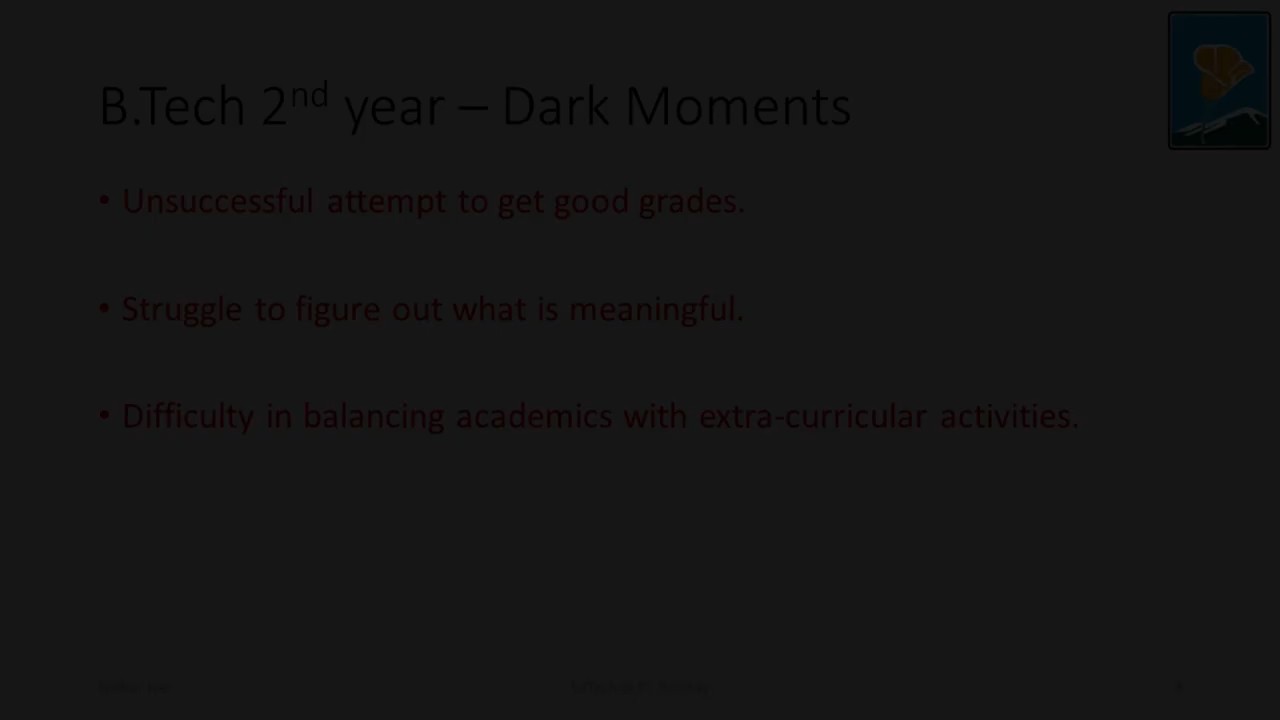 B.Tech 2nd year – Dark Moments
• Unsuccessful attempt to get good grades.
• Struggle to figure out what is meaningful.
• Difficulty in balancing academics with extra-curricular activities.